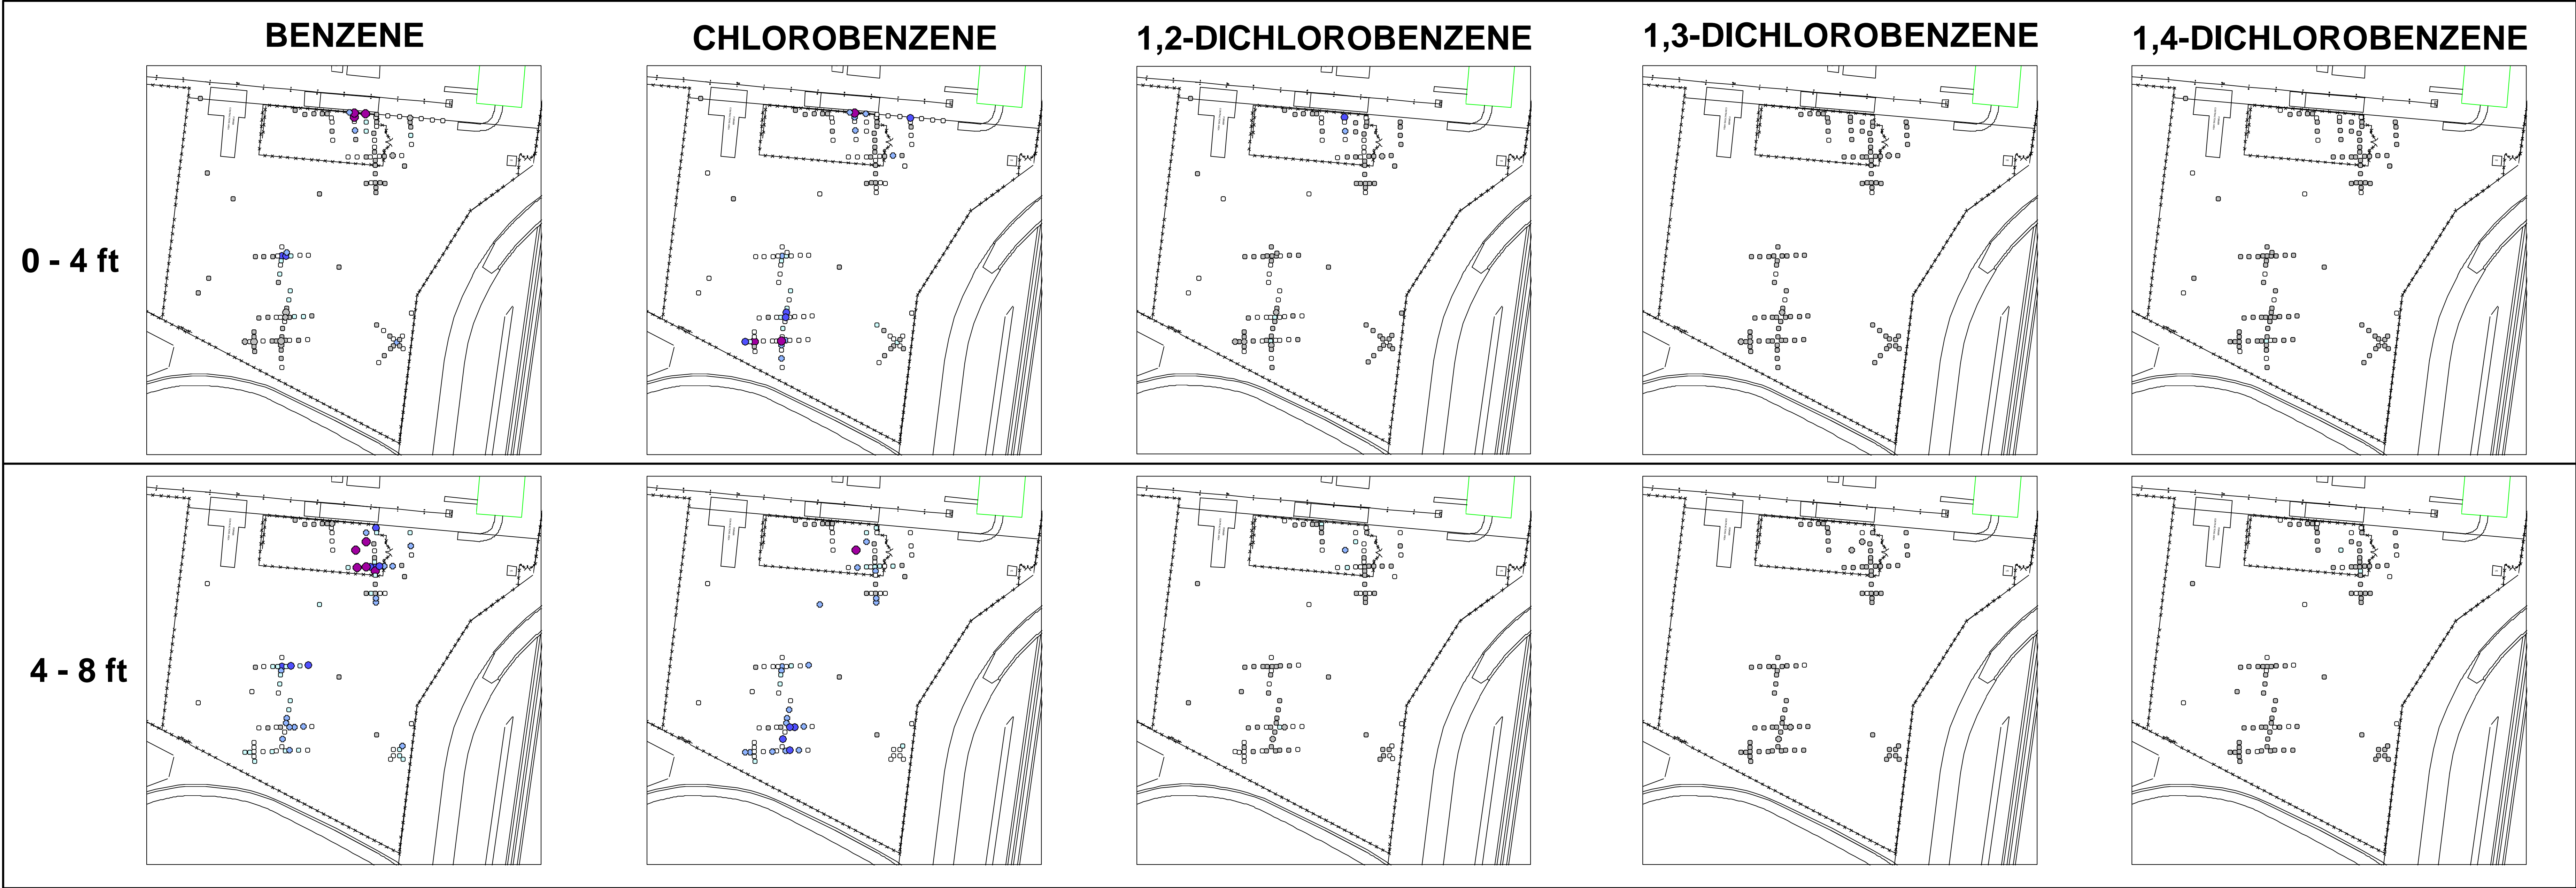 BENZENE
CHLOROBENZENE
1,2-DICHLOROBENZENE
1,3-DICHLOROBENZENE
1,4-DICHLOROBENZENE
0 - 4 ft
4 - 8 ft